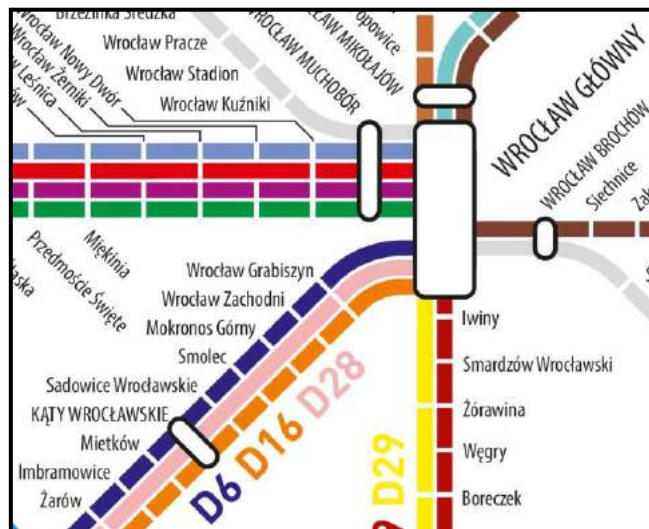 Brzezinka Średzka
Wrocław Pracze
Wrocław Stadion
Wrocław Kuźniki
Wrocław Nowy Dwór
Wrocław Żerniki
Leśnica
WROCŁAW MUCHOBÓR
MIKOŁAJÓW
opowice
WROCŁAW GŁÓWNY
WROCŁAW BROCHÓW
Siechnice
Miękinia
Przedmoście Święte
Wrocław Grabiszyn
Wrocław Zachodni
Mokronos Górny
Smolec
Sadowice Wrocławskie
KĄTY WROCŁAWSKIE
Mietków
Imbramowice
Żarów
D6 D16 D28
D29
Iwiny
Smardzów Wrocławski
Żórawina
Węgry
Boreczek